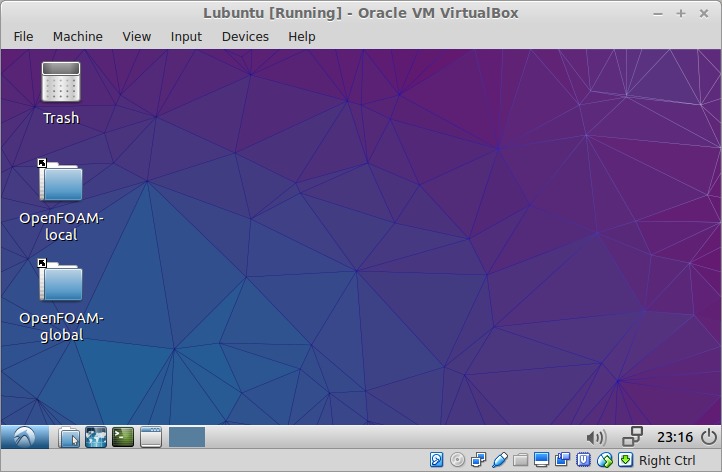 Lubuntu [Running] - Oracle VM VirtualBox
File Machine View Input Devices Help
Trash
OpenFOAM-
local
OpenFOAM-
global
23:16
Right Ctrl